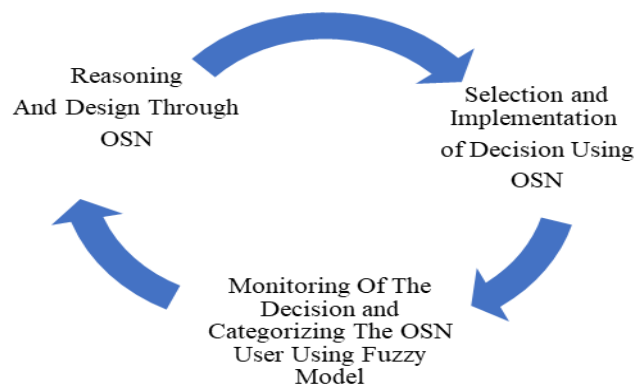 Reasoning
And Design Through
OSN
Selection and
Implementation
of Decision Using
OSN
Monitoring Of The
Decision and
Categorizing The OSN
User Using Fuzzy
Model